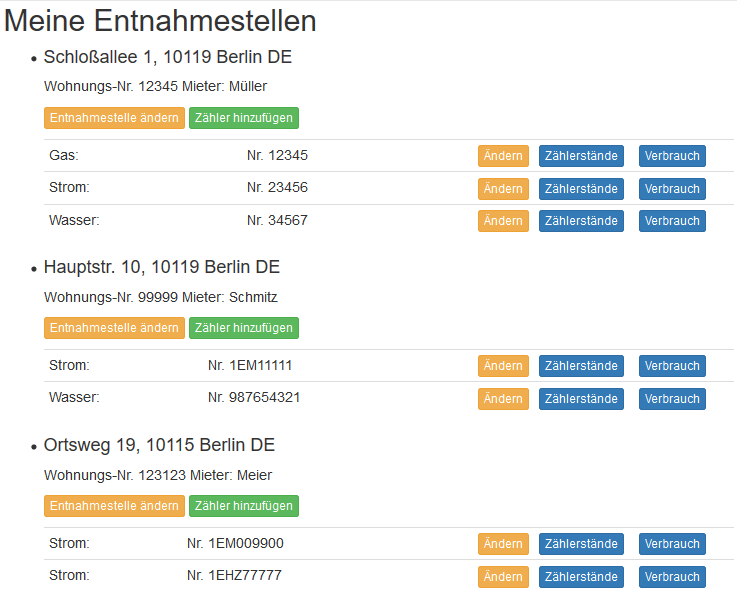 Meine Entnahmestellen
• Schloßallee 1, 10119 Berlin DE
Wohnungs-Nr. 12345 Mieter: Müller
Entnahmestelle ändern Zähler hinzufügen
Gas: Nr. 12345 Ändern Zählerstände Verbrauch
Strom: Nr. 23456 Ändern Zählerstände Verbrauch
Wasser: Nr. 34567 Ändern Zählerstände Verbrauch
• Hauptstr. 10, 10119 Berlin DE
Wohnungs-Nr. 99999 Mieter: Schmitz
Entnahmestelle ändern Zähler hinzufügen
Strom: Nr. 1EM11111 Ändern Zählerstände Verbrauch
Wasser: Nr. 987654321 Ändern Zählerstände Verbrauch
• Ortsweg 19, 10115 Berlin DE
Wohnungs-Nr. 123123 Mieter: Meier
Entnahmestelle ändern Zähler hinzufügen
Strom: Nr. 1EM009900 Ändern Zählerstände Verbrauch
Strom: Nr. 1EHZ77777 Ändern Zählerstände Verbrauch